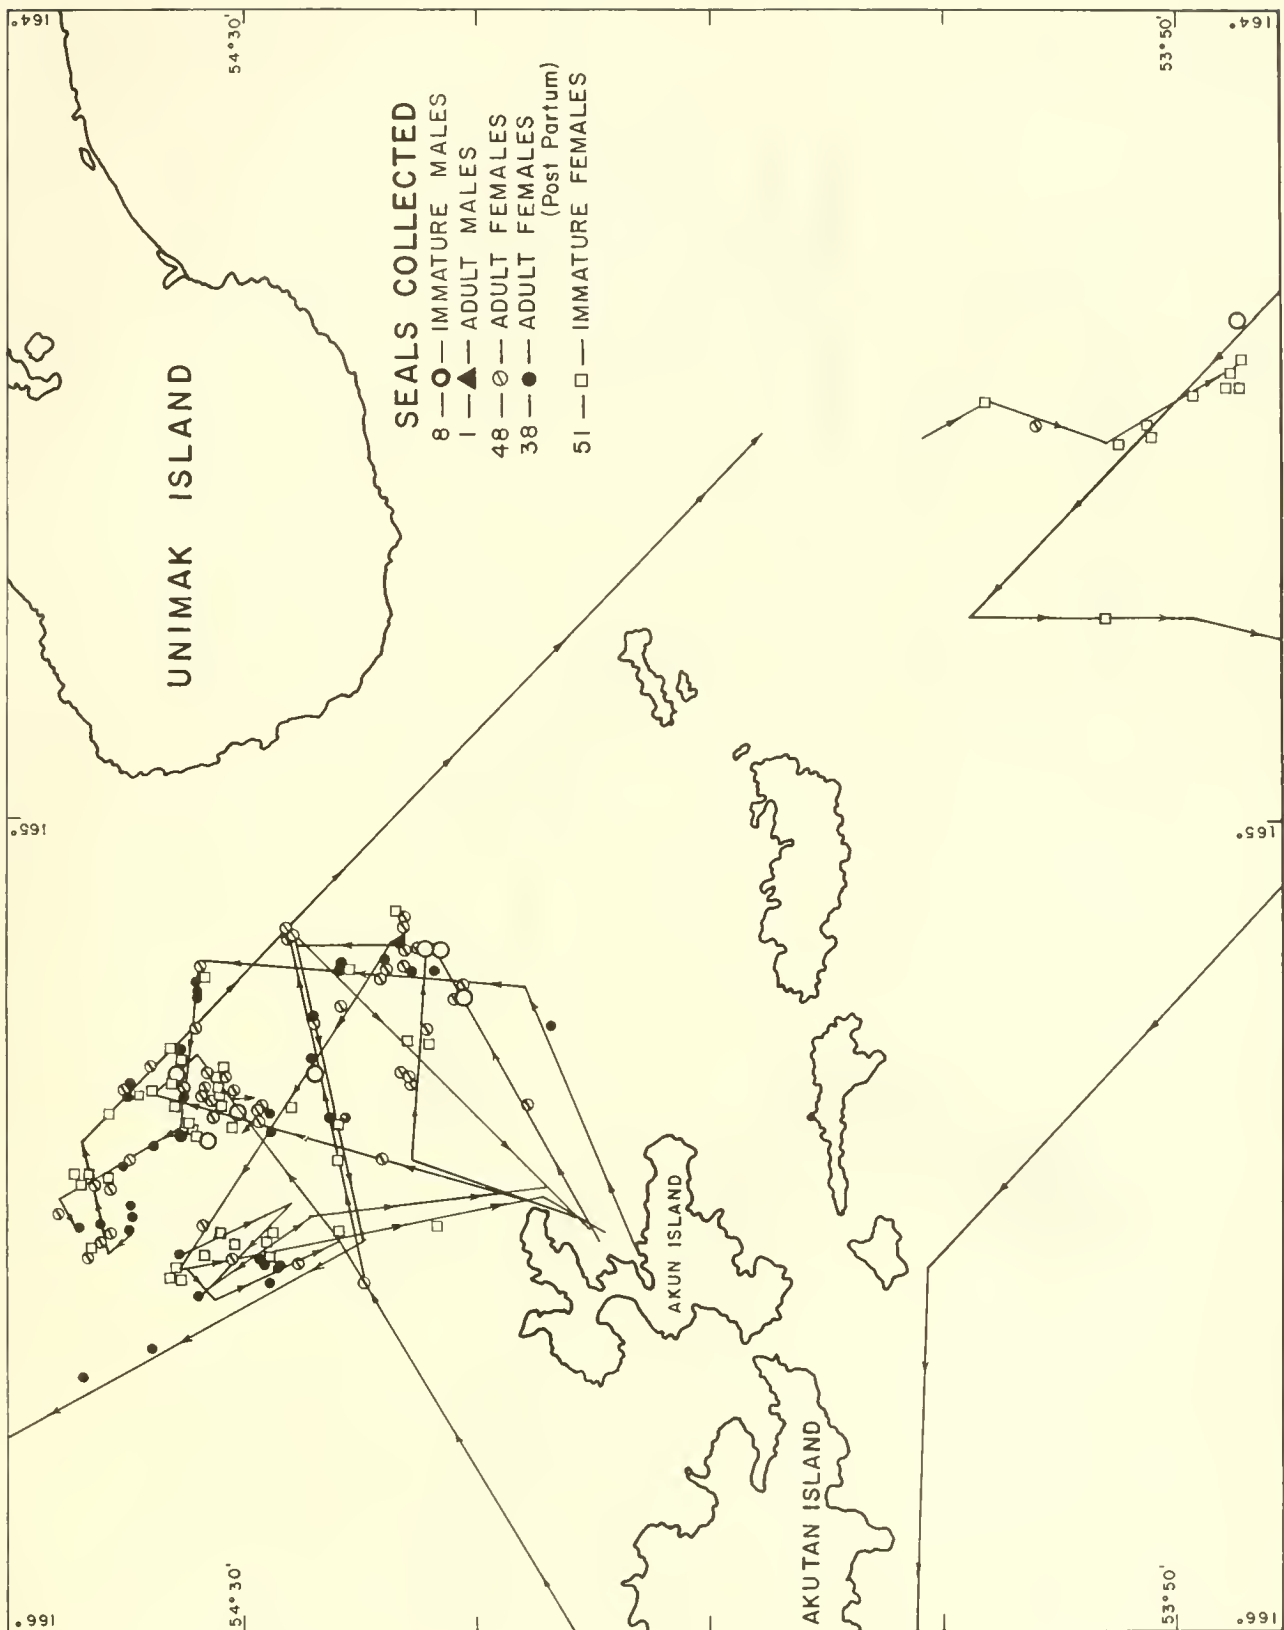 164°
54°30'
53°50'
164°
UNIMAK ISLAND
SEALS COLLECTED
8 — IMMATURE MALES
1 — ADULT MALES
48 — ADULT FEMALES
38 — ADULT FEMALES
(Post Partum)
51 — IMMATURE FEMALES
165°
165°
AKUN ISLAND
AKUTAN ISLAND
166°
54°30'
53°50'
166°